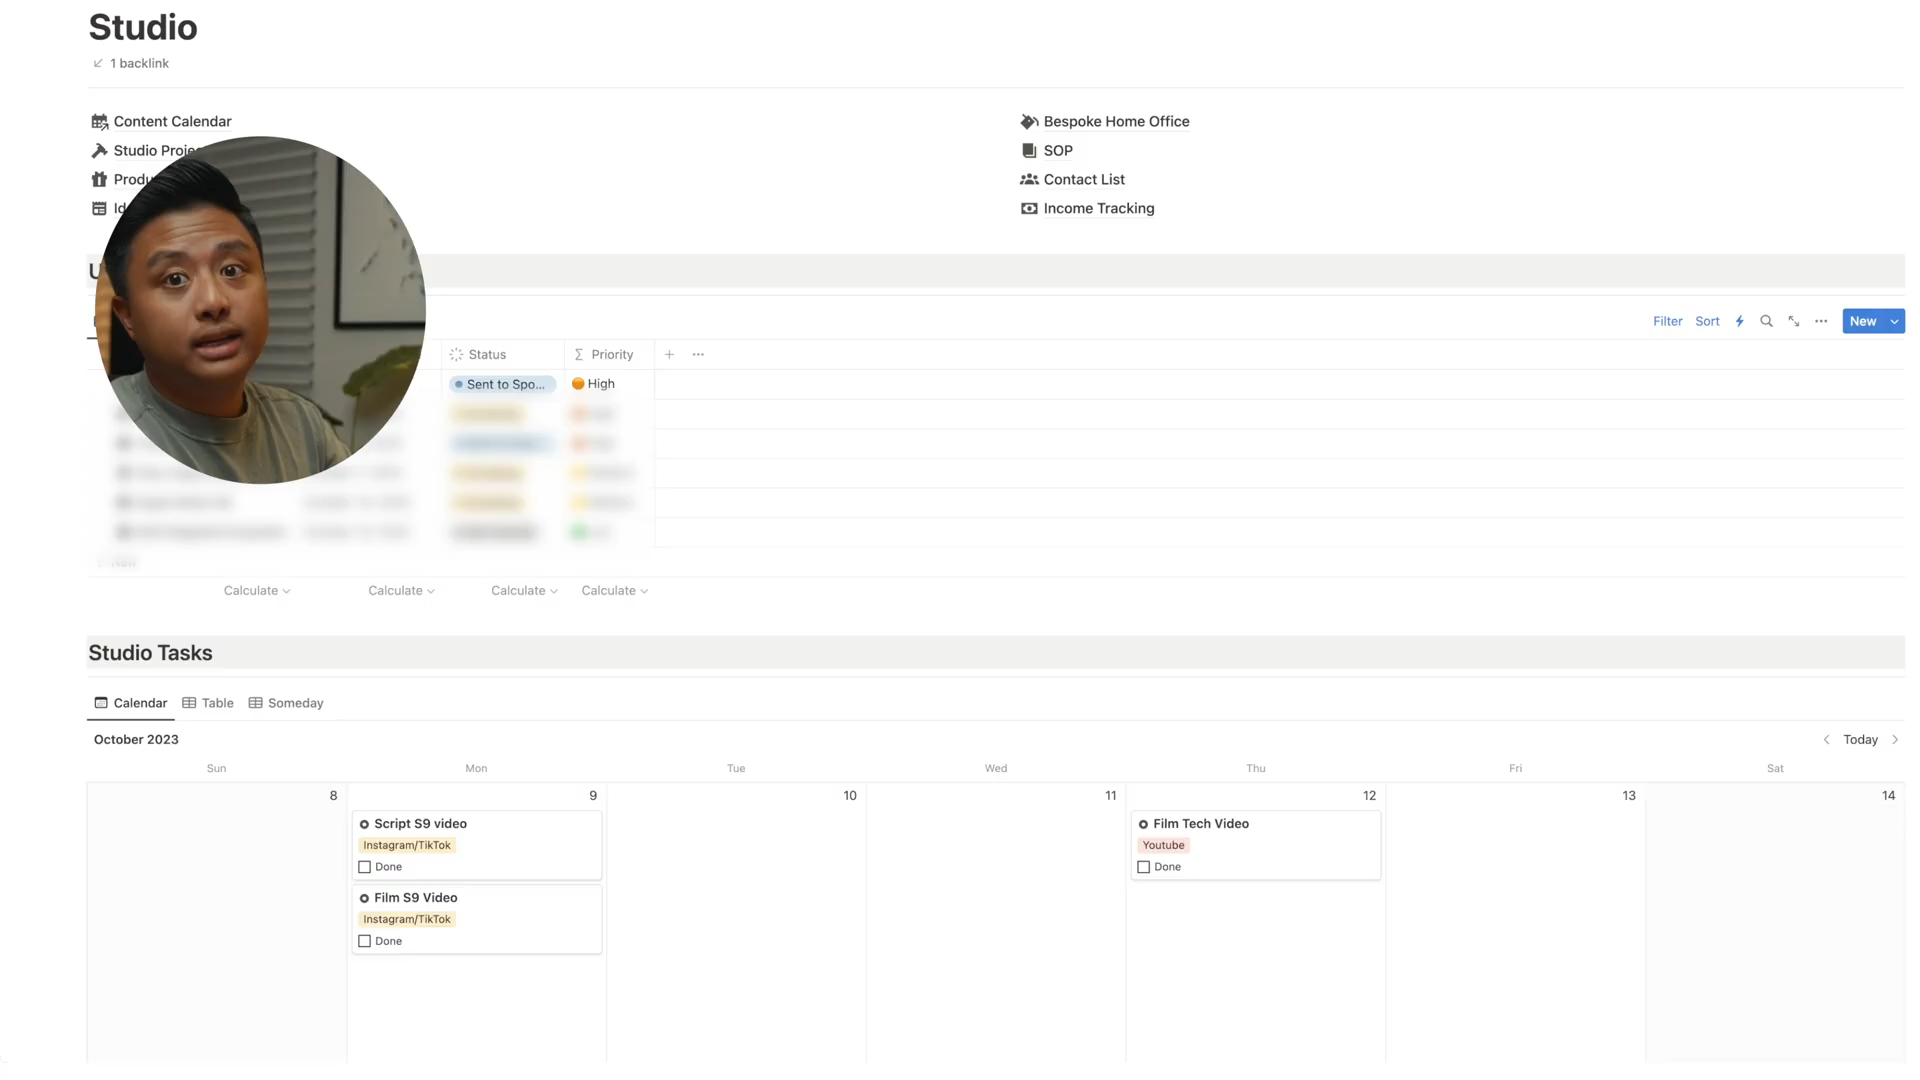 Studio
1 backlink
Content Calendar
Bespoke Home Office
Studio
SOP
Contact List
Income Tracking
Filter Sort New
Status Priority
Sent to Spo... High
Calculate Calculate Calculate Calculate
Studio Tasks
Calendar Table Someday
October 2023
Today
Sun Mon Tue Wed Thu Fri Sat
8 9 10 11 12 13 14
Script S9 video
Instagram/TikTok
Done
Film S9 Video
Instagram/TikTok
Done
Film Tech Video
Youtube
Done